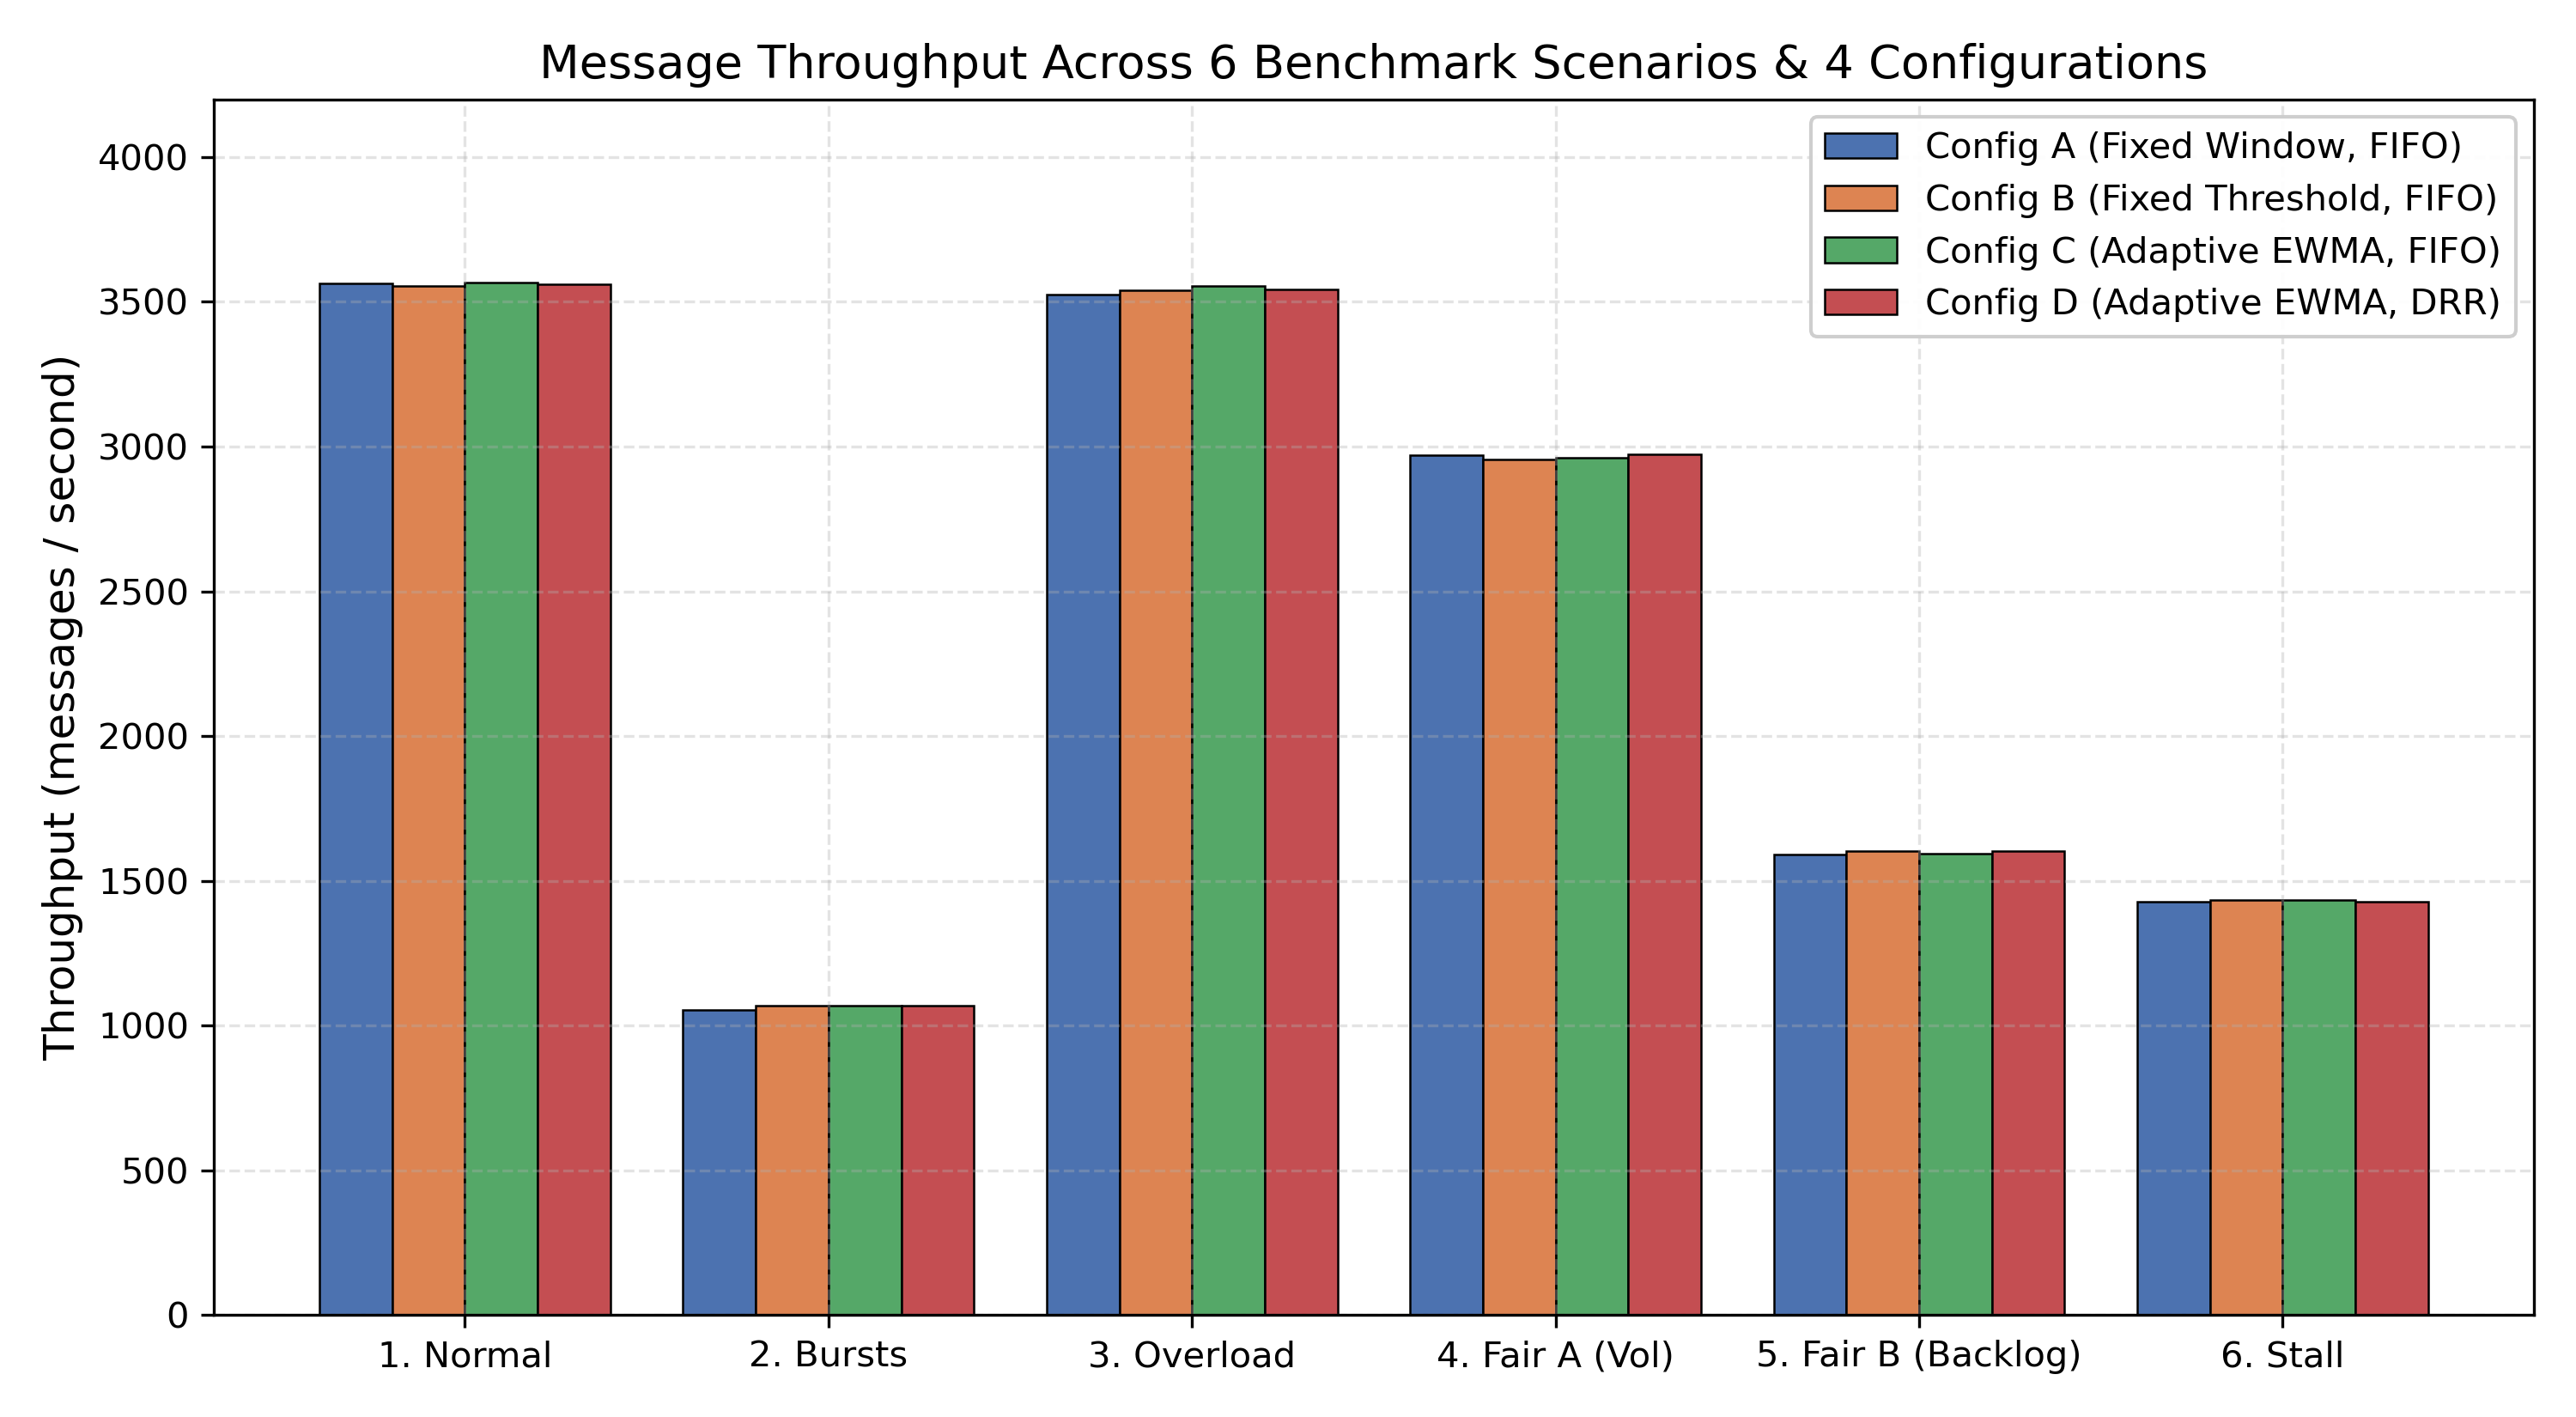 Message Throughput Across 6 Benchmark Scenarios & 4 Configurations
Throughput (messages / second)
4000
3500
3000
2500
2000
1500
1000
500
0
Config A (Fixed Window, FIFO)
Config B (Fixed Threshold, FIFO)
Config C (Adaptive EWMA, FIFO)
Config D (Adaptive EWMA, DRR)
1. Normal
2. Bursts
3. Overload
4. Fair A (Vol)
5. Fair B (Backlog)
6. Stall